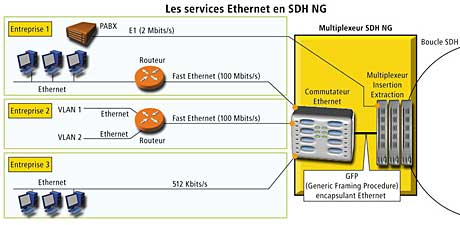 Les services Ethernet en SDH NG
Entreprise 1
PABX
E1 (2 Mbits/s)
Multiplexeur SDH NG
Boucle SDH
Routeur
Ethernet
Fast Ethernet (100 Mbits/s)
Multiplexeur
Insertion
Extraction
Commutateur
Ethernet
Entreprise 2
VLAN 1
Ethernet
Fast Ethernet (100 Mbits/s)
VLAN 2
Ethernet
Routeur
Entreprise 3
Ethernet
512 Kbits/s
GFP
(Generic Framing Procedure)
encapsulant Ethernet